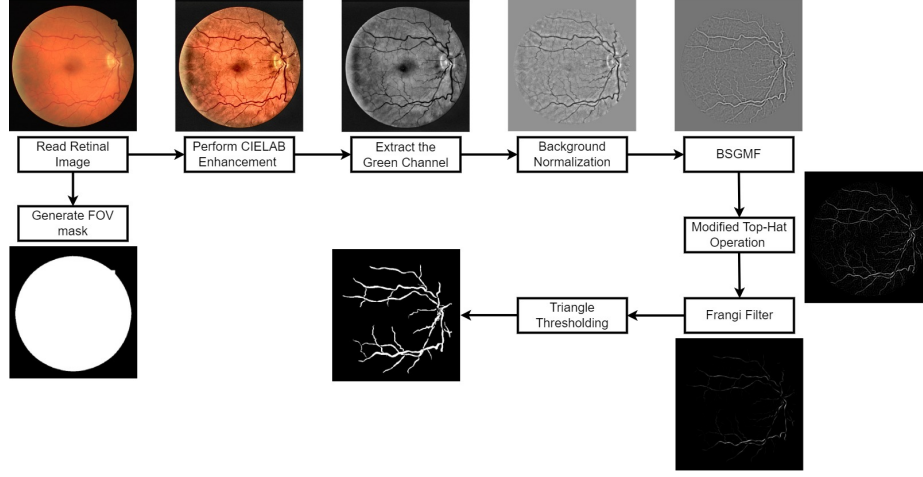 Read Retinal
Image
Perform CIELAB
Enhancement
Extract the
Green Channel
Background
Normalization
BSGMF
Generate FOV
mask
Modified Top-Hat
Operation
Triangle
Thresholding
Frangi Filter